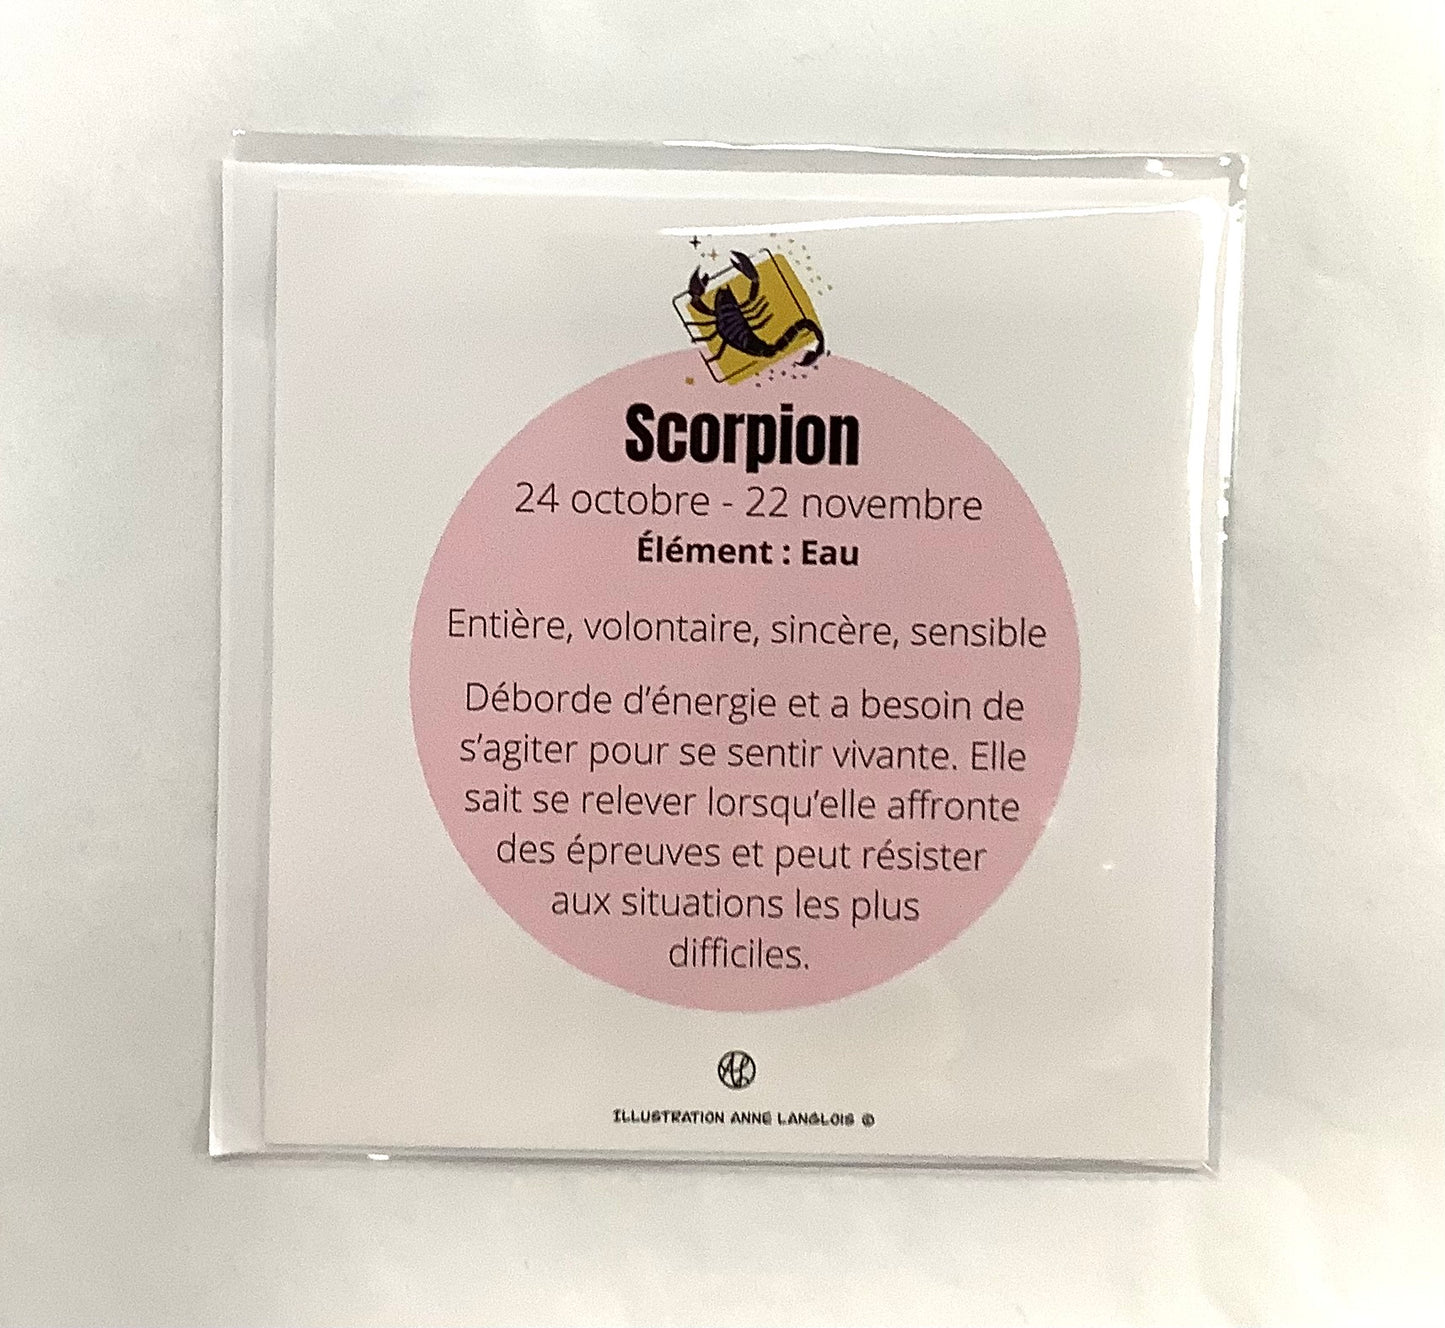 Scorpion
24 octobre - 22 novembre
Élément : Eau
Entière, volontaire, sincère, sensible
Déborde d’énergie et a besoin de
s’agiter pour se sentir vivante. Elle
sait se relever lorsqu’elle affronte
des épreuves et peut résister
aux situations les plus
difficiles.
AL
ILLUSTRATION ANNE LANGLOIS ©